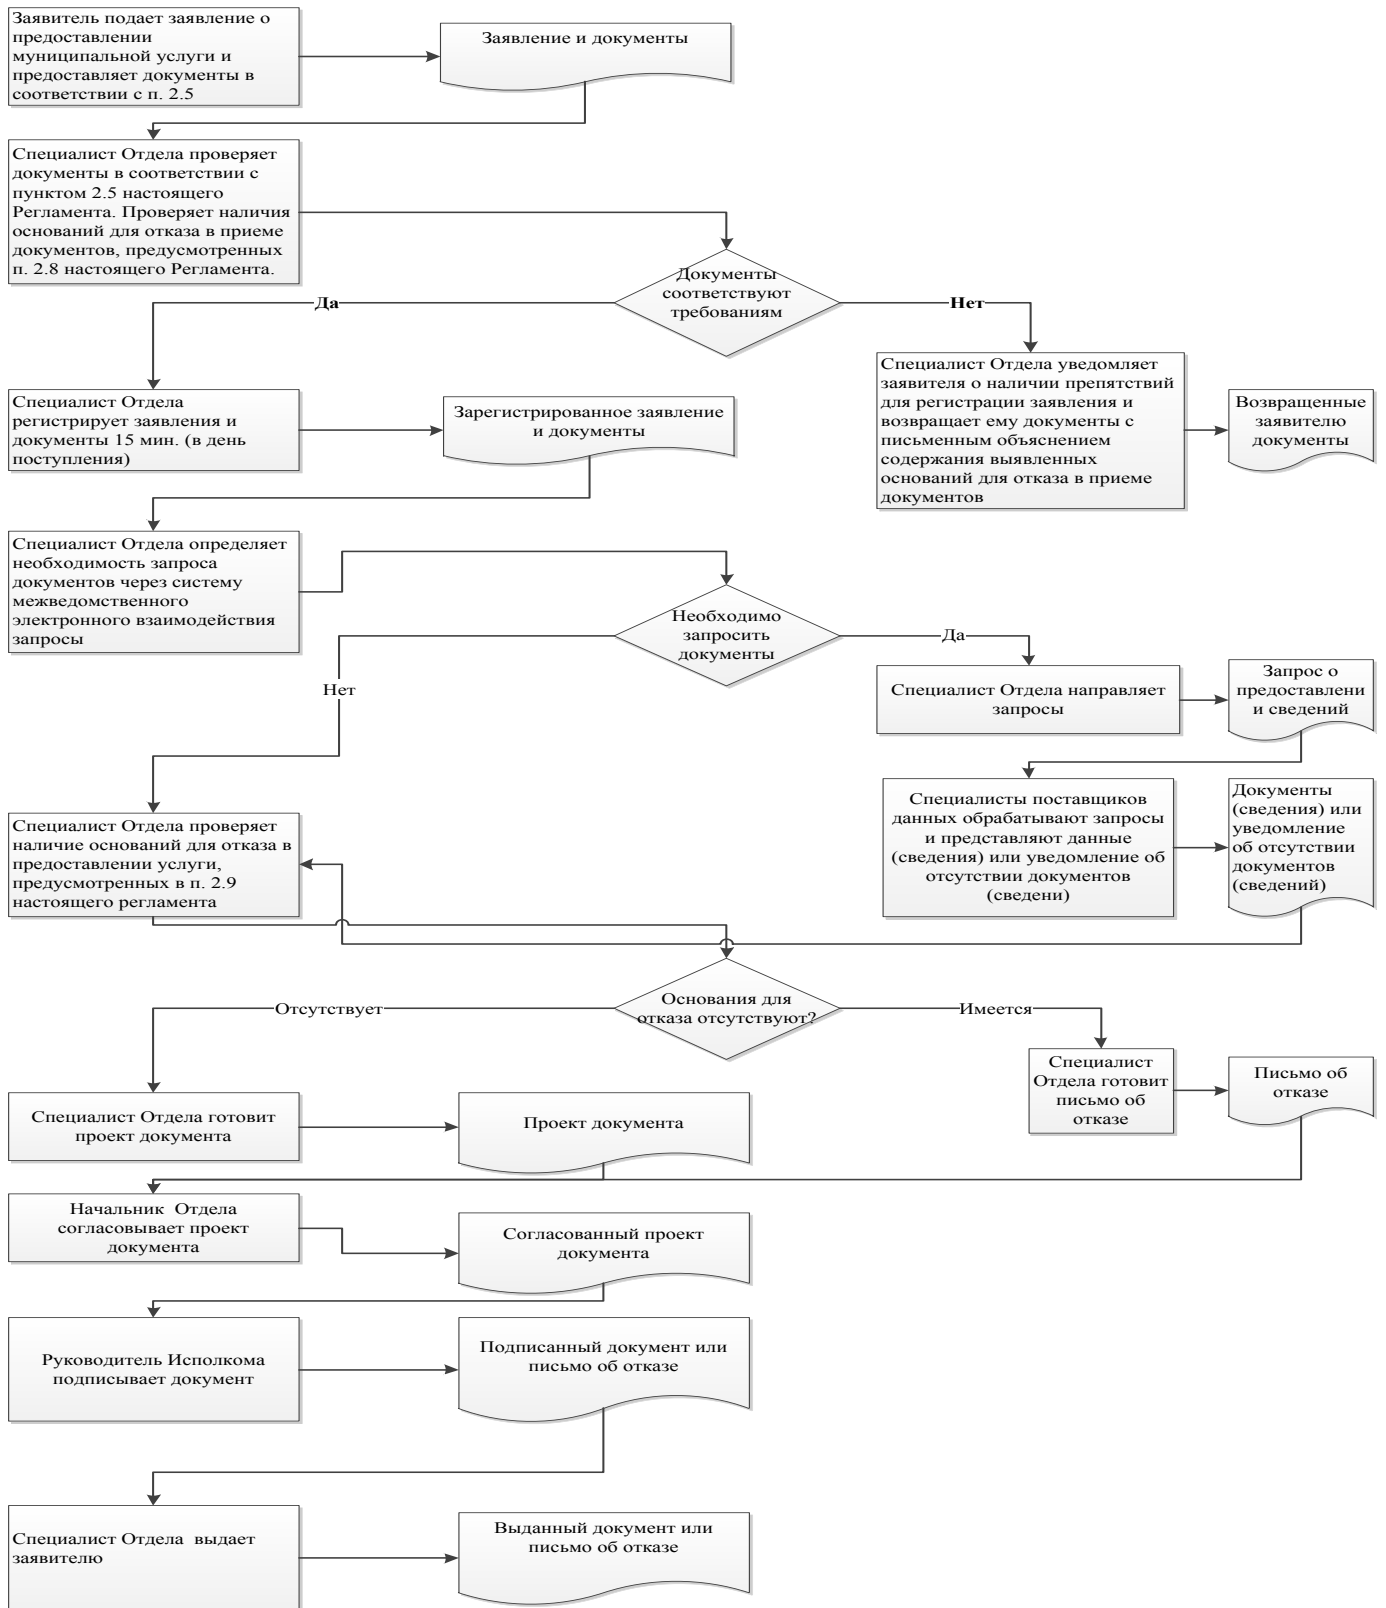 Заявитель подает заявление о
предоставлении
муниципальной услуги и
предоставляет документы в
соответствии с п. 2.5
Заявление и документы
Специалист Отдела проверяет
документы в соответствии с
пунктом 2.5 настоящего
Регламента. Проверяет наличия
оснований для отказа в приеме
документов, предусмотренных
п. 2.8 настоящего Регламента.
Документы
соответствуют
требованиям
Да
Нет
Специалист Отдела
регистрирует заявления и
документы 15 мин. (в день
поступления)
Зарегистрированное заявление
и документы
Специалист Отдела уведомляет
заявителя о наличии препятствий
для регистрации заявления и
возвращает ему документы с
письменным объяснением
содержания выявленных
оснований для отказа в приеме
документов
Возвращенные
заявителю
документы
Специалист Отдела определяет
необходимость запроса
документов через систему
межведомственного
электронного взаимодействия
запросы
Необходимо
запросить
документы
Нет
Да
Специалист Отдела направляет
запросы
Запрос о
предоставлени
и сведений
Специалисты поставщиков
данных обрабатывают запросы
и представляют данные
(сведения) или уведомление об
отсутствии документов
(сведени)
Документы
(сведения) или
уведомление
об отсутствии
документов
(сведений)
Специалист Отдела проверяет
наличие оснований для отказа в
предоставлении услуги,
предусмотренных в п. 2.9
настоящего регламента
Основания для
отказа отсутствуют?
Отсутствует
Имеется
Специалист
Отдела готовит
письмо об
отказе
Письмо об
отказе
Специалист Отдела готовит
проект документа
Проект документа
Начальник  Отдела
согласовывает проект
документа
Согласованный проект
документа
Руководитель Исполкома
подписывает документ
Подписанный документ или
письмо об отказе
Специалист Отдела  выдает
заявителю
Выданный документ или
письмо об отказе